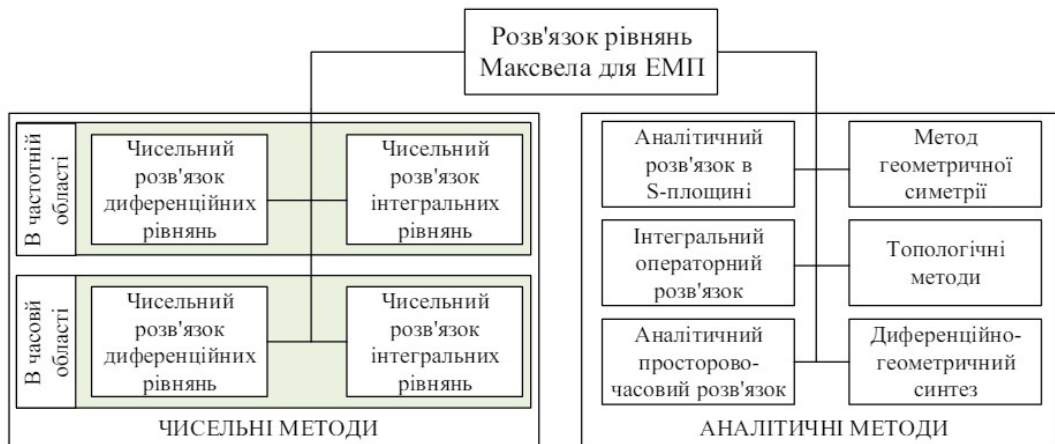 Розв'язок рівнянь
Максвела для ЕМП
В частотній
області
Чисельний
розв'язок
диференційних
рівнянь
Чисельний
розв'язок
інтегральних
рівнянь
В часовй
області
Чисельний
розв'язок
диференційних
рівнянь
Чисельний
розв'язок
інтегральних
рівнянь
ЧИСЕЛЬНІ МЕТОДИ
Аналітичний
розв'язок в
S-площині
Метод
геометричної
симетрії
Інтегральний
операторний
розв'язок
Топологічні
методи
Аналітичний
просторово-
часовий розв'язок
Диференційно-
геометричний
синтез
АНАЛІТИЧНІ МЕТОДИ